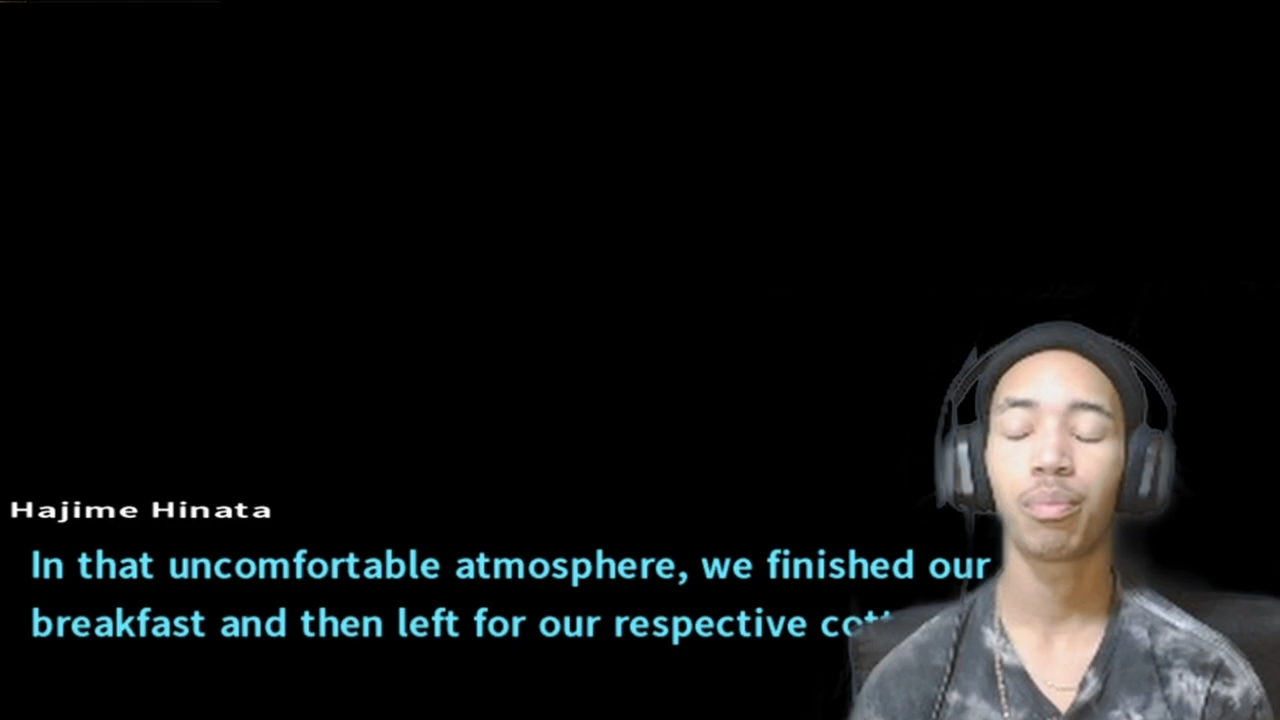 Hajime Hinata
In that uncomfortable atmosphere, we finished our
breakfast and then left for our respective